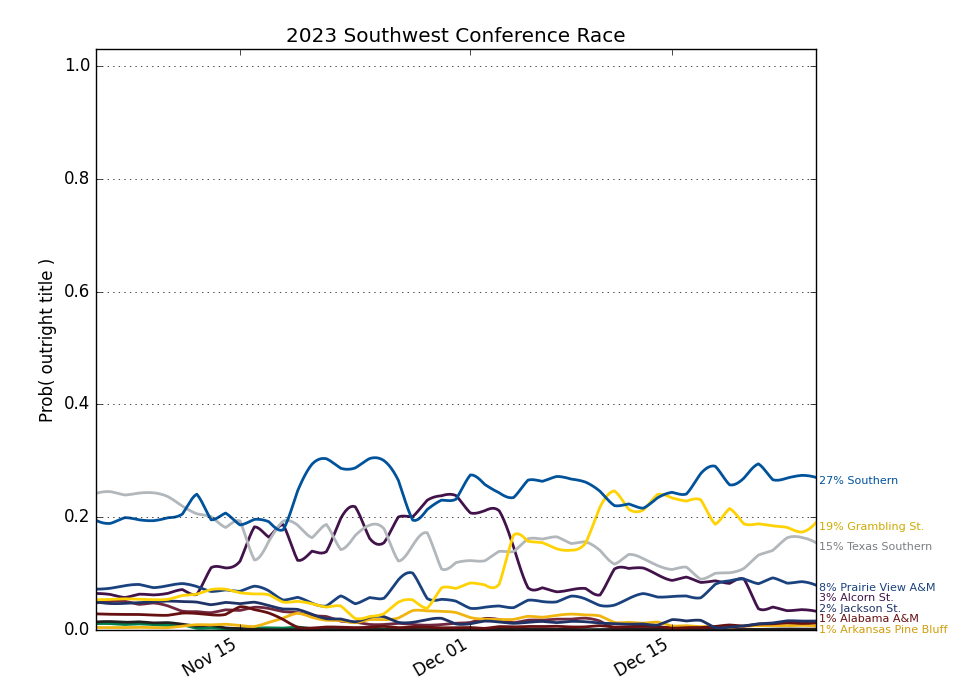 2023 Southwest Conference Race
Prob( outright title )
1.0
0.8
0.6
0.4
0.2
0.0
Nov 15
Dec 01
Dec 15
27% Southern
19% Grambling St.
15% Texas Southern
8% Prairie View A&M
3% Alcorn St.
2% Jackson St.
1% Alabama A&M
1% Arkansas Pine Bluff